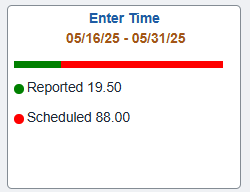 Enter Time
05/16/25 - 05/31/25
Reported 19.50
Scheduled 88.00